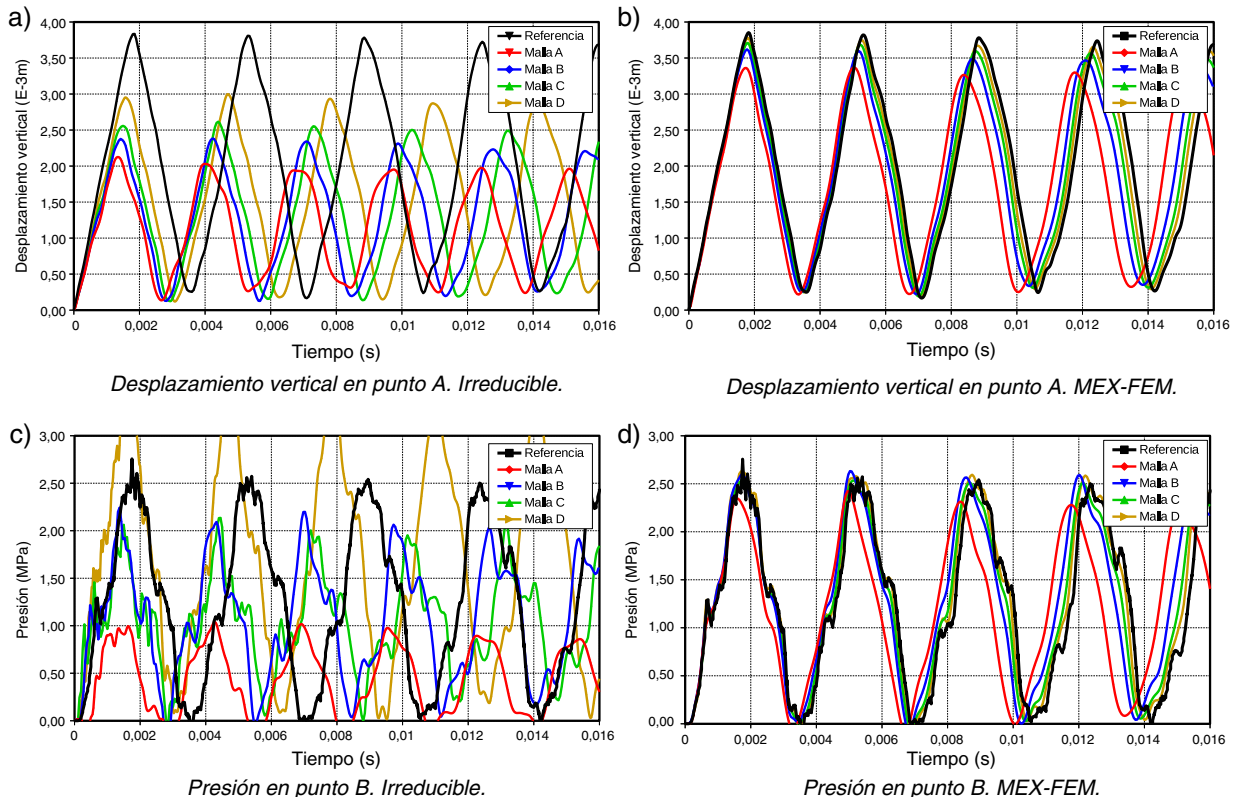 a)
Desplazamiento vertical (E-3m)
4,00
3,50
3,00
2,50
2,00
1,50
1,00
0,50
0,00
Referencia
Malla A
Malla B
Malla C
Malla D
0
0,002
0,004
0,006
0,008
0,01
0,012
0,014
0,016
Tiempo (s)
Desplazamiento vertical en punto A. Irreducible.
b)
Desplazamiento vertical (E-3m)
4,00
3,50
3,00
2,50
2,00
1,50
1,00
0,50
0,00
Referencia
Malla A
Malla B
Malla C
Malla D
0
0,002
0,004
0,006
0,008
0,01
0,012
0,014
0,016
Tiempo (s)
Desplazamiento vertical en punto A. MEX-FEM.
c)
Presión (MPa)
3,00
2,50
2,00
1,50
1,00
0,50
0,00
Referencia
Malla A
Malla B
Malla C
Malla D
0
0,002
0,004
0,006
0,008
0,01
0,012
0,014
0,016
Tiempo (s)
Presión en punto B. Irreducible.
d)
Presión (MPa)
3,00
2,50
2,00
1,50
1,00
0,50
0,00
Referencia
Malla A
Malla B
Malla C
Malla D
0
0,002
0,004
0,006
0,008
0,01
0,012
0,014
0,016
Tiempo (s)
Presión en punto B. MEX-FEM.